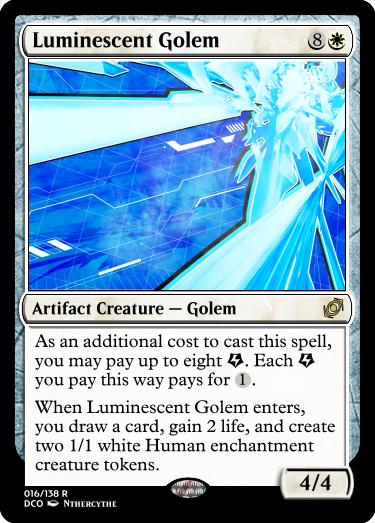 Luminescent Golem 8
Artifact Creature — Golem
As an additional cost to cast this spell,
you may pay up to eight . Each
you pay this way pays for 1.
When Luminescent Golem enters,
you draw a card, gain 2 life, and create
two 1/1 white Human enchantment
creature tokens.
4/4
016/138 R
DCO Nthercythe